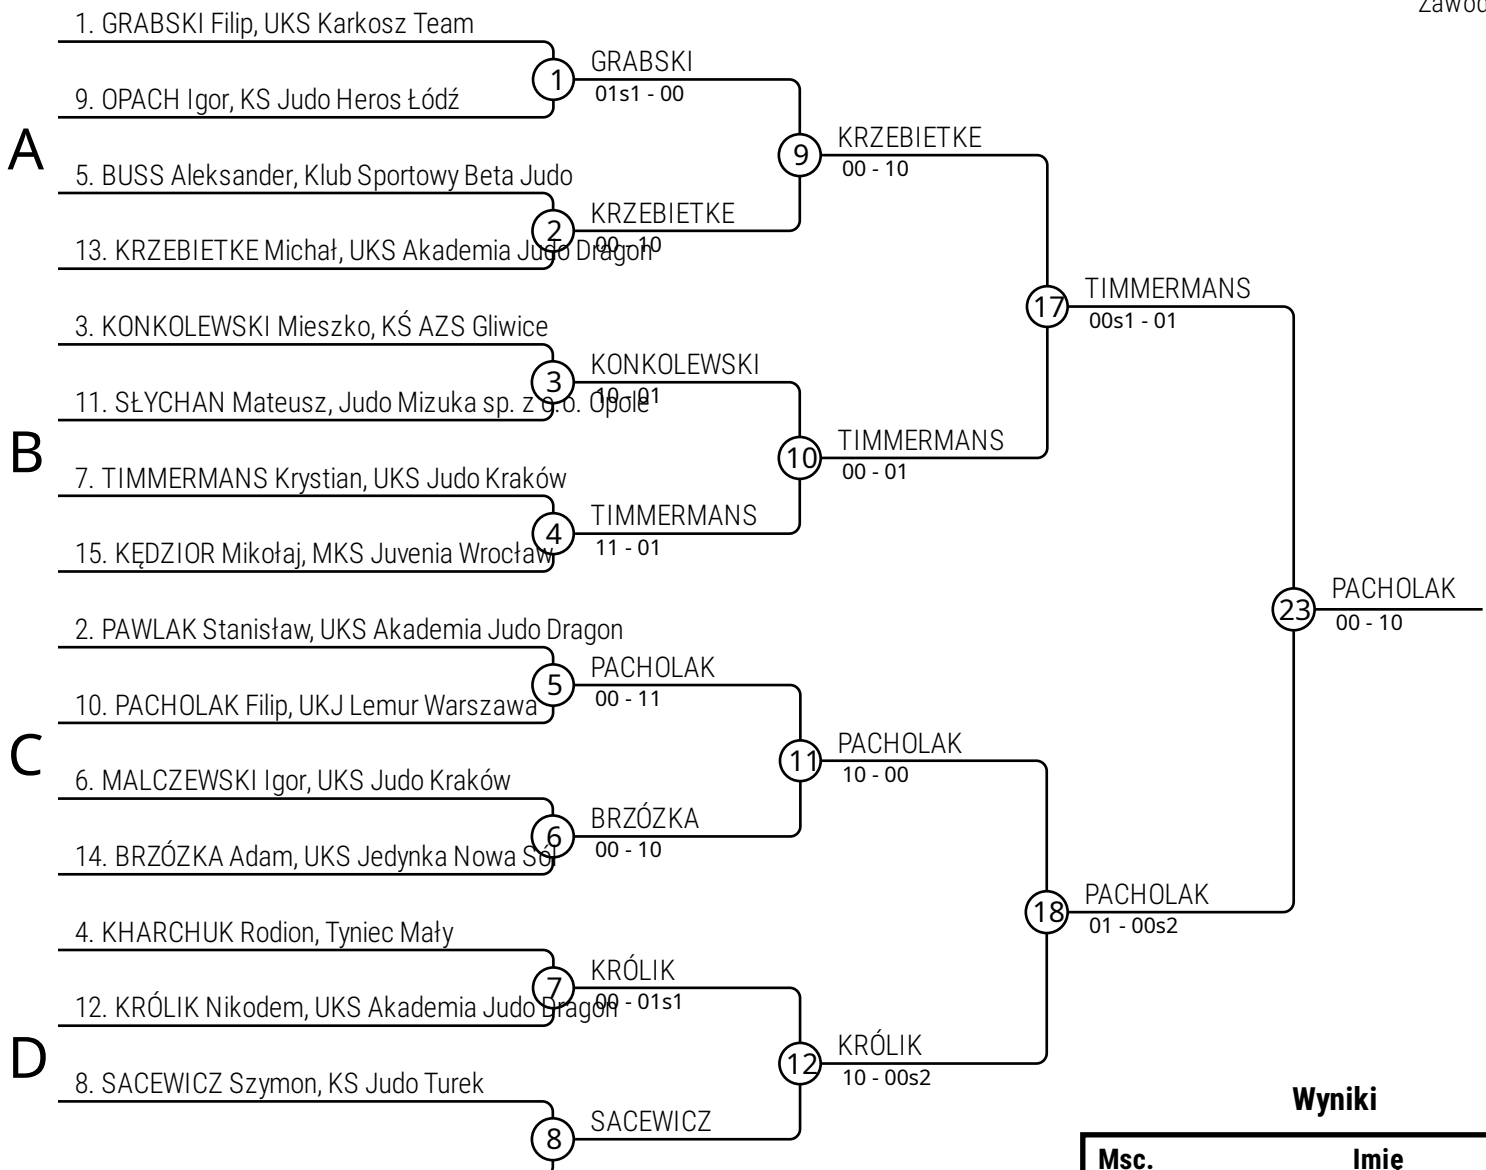 Zawod
1. GRABSKI Filip, UKS Karkosz Team
GRABSKI
1
01s1 - 00
9. OPACH Igor, KS Judo Heros Łódź
A
KRZEBIETKE
9
00 - 10
5. BUSS Aleksander, Klub Sportowy Beta Judo
KRZEBIETKE
2
00 - 10
13. KRZEBIETKE Michał, UKS Akademia Judo Dragon
TIMMERMANS
17
00s1 - 01
3. KONKOLEWSKI Mieszko, KŚ AZS Gliwice
KONKOLEWSKI
3
10 - 01
11. SŁYCHAN Mateusz, Judo Mizuka sp. z o.o. Opole
B
TIMMERMANS
10
00 - 01
7. TIMMERMANS Krystian, UKS Judo Kraków
TIMMERMANS
4
11 - 01
15. KĘDZIOR Mikołaj, MKS Juvenia Wrocław
PACHOLAK
23
00 - 10
2. PAWLAK Stanisław, UKS Akademia Judo Dragon
PACHOLAK
5
00 - 11
10. PACHOLAK Filip, UKJ Lemur Warszawa
C
PACHOLAK
11
10 - 00
6. MALCZEWSKI Igor, UKS Judo Kraków
BRZÓZKA
6
00 - 10
14. BRZÓZKA Adam, UKS Jedynka Nowa Sól
PACHOLAK
18
01 - 00s2
4. KHARCHUK Rodion, Tyniec Mały
KRÓLIK
7
00 - 01s1
12. KRÓLIK Nikodem, UKS Akademia Judo Dragon
D
KRÓLIK
12
10 - 00s2
8. SACEWICZ Szymon, KS Judo Turek
SACEWICZ
8
Wyniki
Msc. Imię